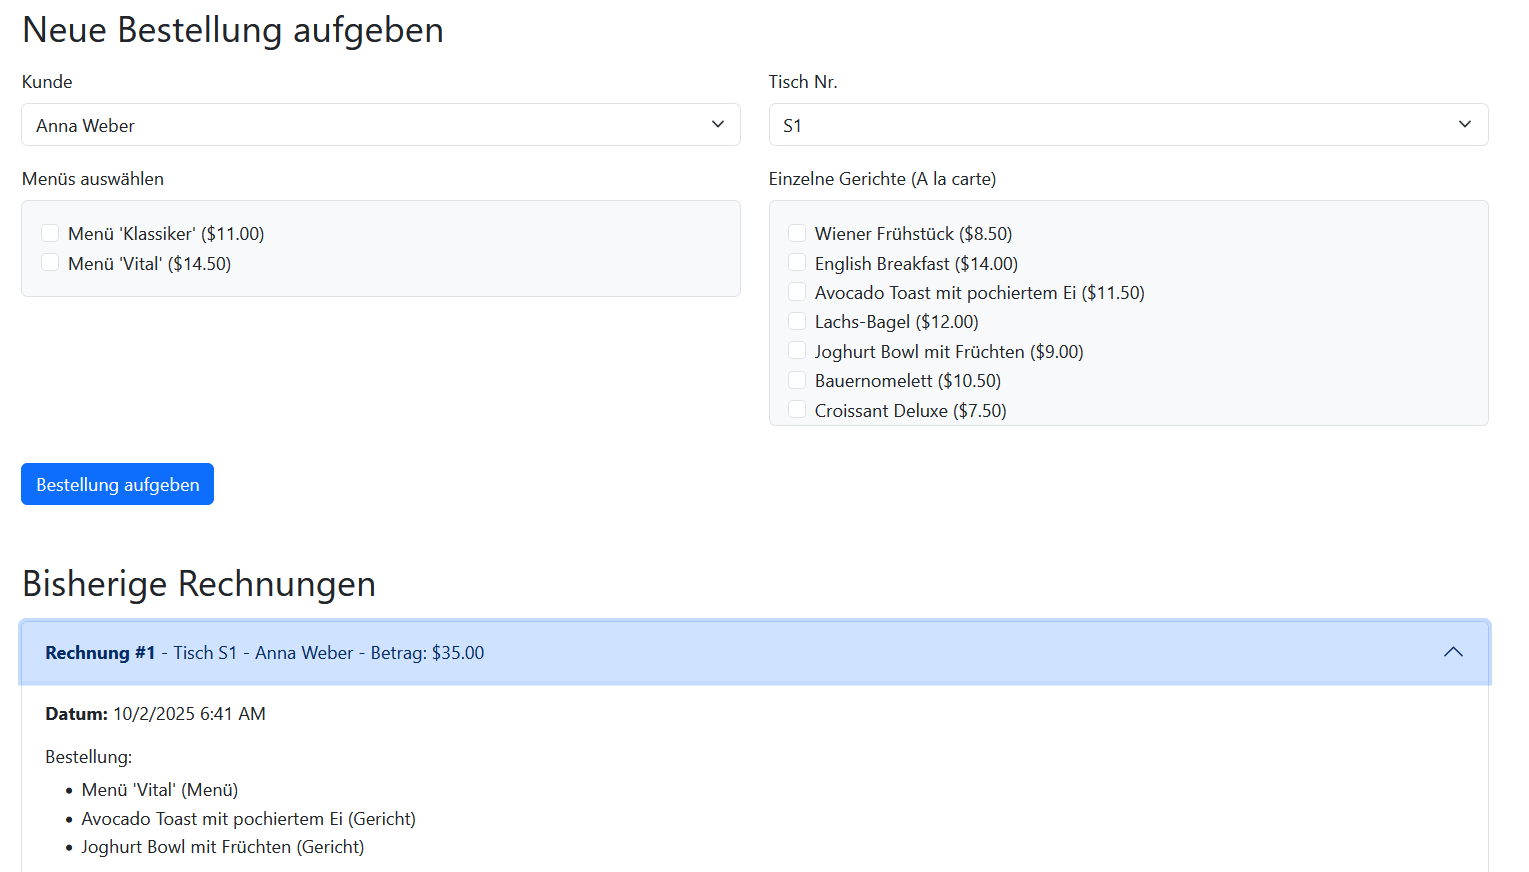 Neue Bestellung aufgeben
Kunde
Tisch Nr.
Anna Weber
S1
Menüs auswählen
Menü 'Klassiker' ($11.00)
Menü 'Vital' ($14.50)
Einzelne Gerichte (A la carte)
Wiener Frühstück ($8.50)
English Breakfast ($14.00)
Avocado Toast mit pochiertem Ei ($11.50)
Lachs-Bagel ($12.00)
Joghurt Bowl mit Früchten ($9.00)
Bauernomelett ($10.50)
Croissant Deluxe ($7.50)
Bestellung aufgeben
Bisherige Rechnungen
Rechnung #1 - Tisch S1 - Anna Weber - Betrag: $35.00
Datum: 10/2/2025 6:41 AM
Bestellung:
• Menü 'Vital' (Menü)
• Avocado Toast mit pochiertem Ei (Gericht)
• Joghurt Bowl mit Früchten (Gericht)